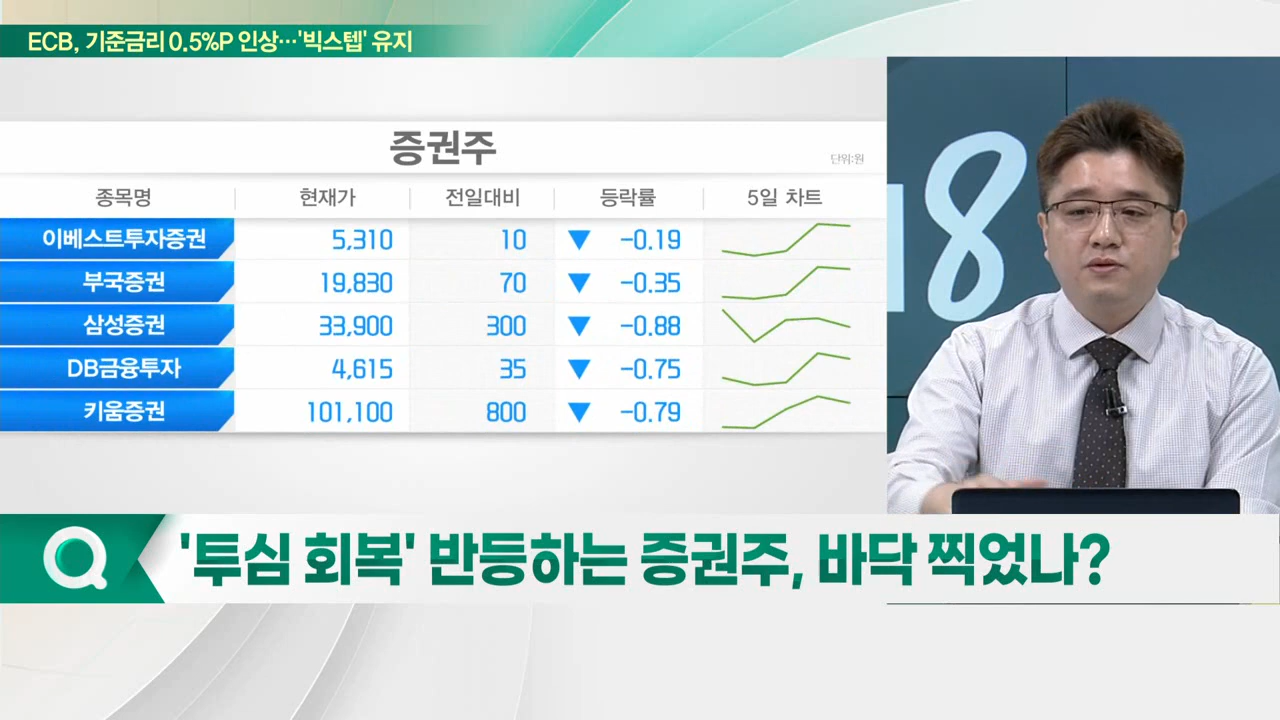 ECB, 기준금리 0.5%P 인상…'빅스텝' 유지
증권주
단위:원
종목명 현재가 전일대비 등락률 5일 차트
이베스트투자증권 5,310 10 ▼ -0.19
부국증권 19,830 70 ▼ -0.35
삼성증권 33,900 300 ▼ -0.88
DB금융투자 4,615 35 ▼ -0.75
키움증권 101,100 800 ▼ -0.79
8
Q '투심 회복' 반등하는 증권주, 바닥 찍었나?